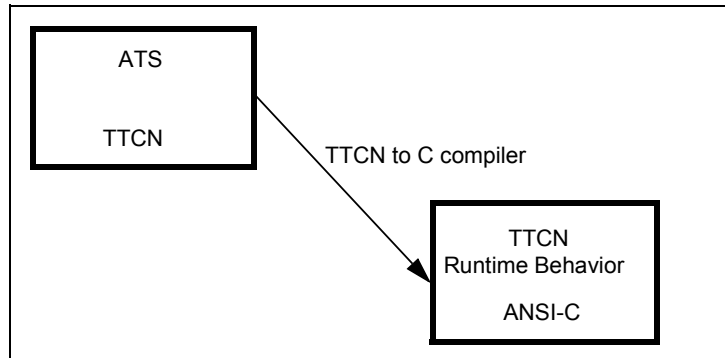 ATS
TTCN
TTCN to C compiler
TTCN
Runtime Behavior
ANSI-C